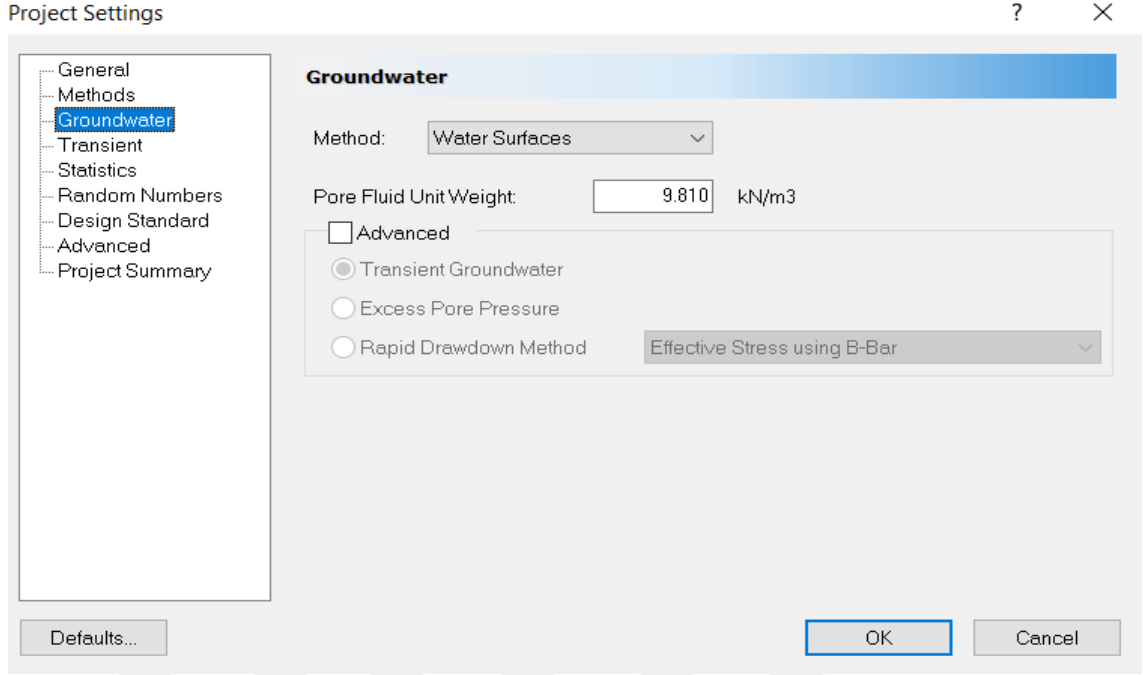 Project Settings
?
General
Methods
Groundwater
Transient
Statistics
Random Numbers
Design Standard
Advanced
Project Summary
Groundwater
Method: Water Surfaces
Pore Fluid Unit Weight: 9.810 kN/m3
Advanced
Transient Groundwater
Excess Pore Pressure
Rapid Drawdown Method Effective Stress using B-Bar
Defaults... OK Cancel